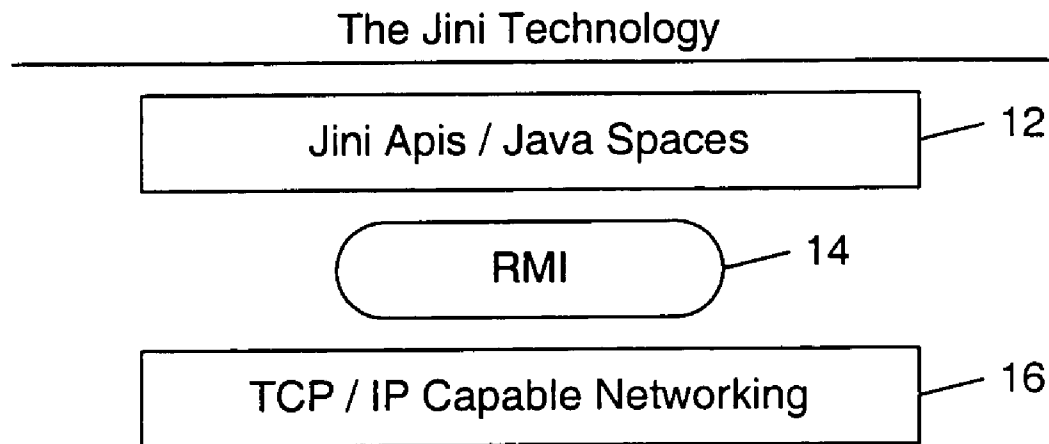 The Jini Technology
Jini Apis / Java Spaces
12
RMI
14
TCP / IP Capable Networking
16